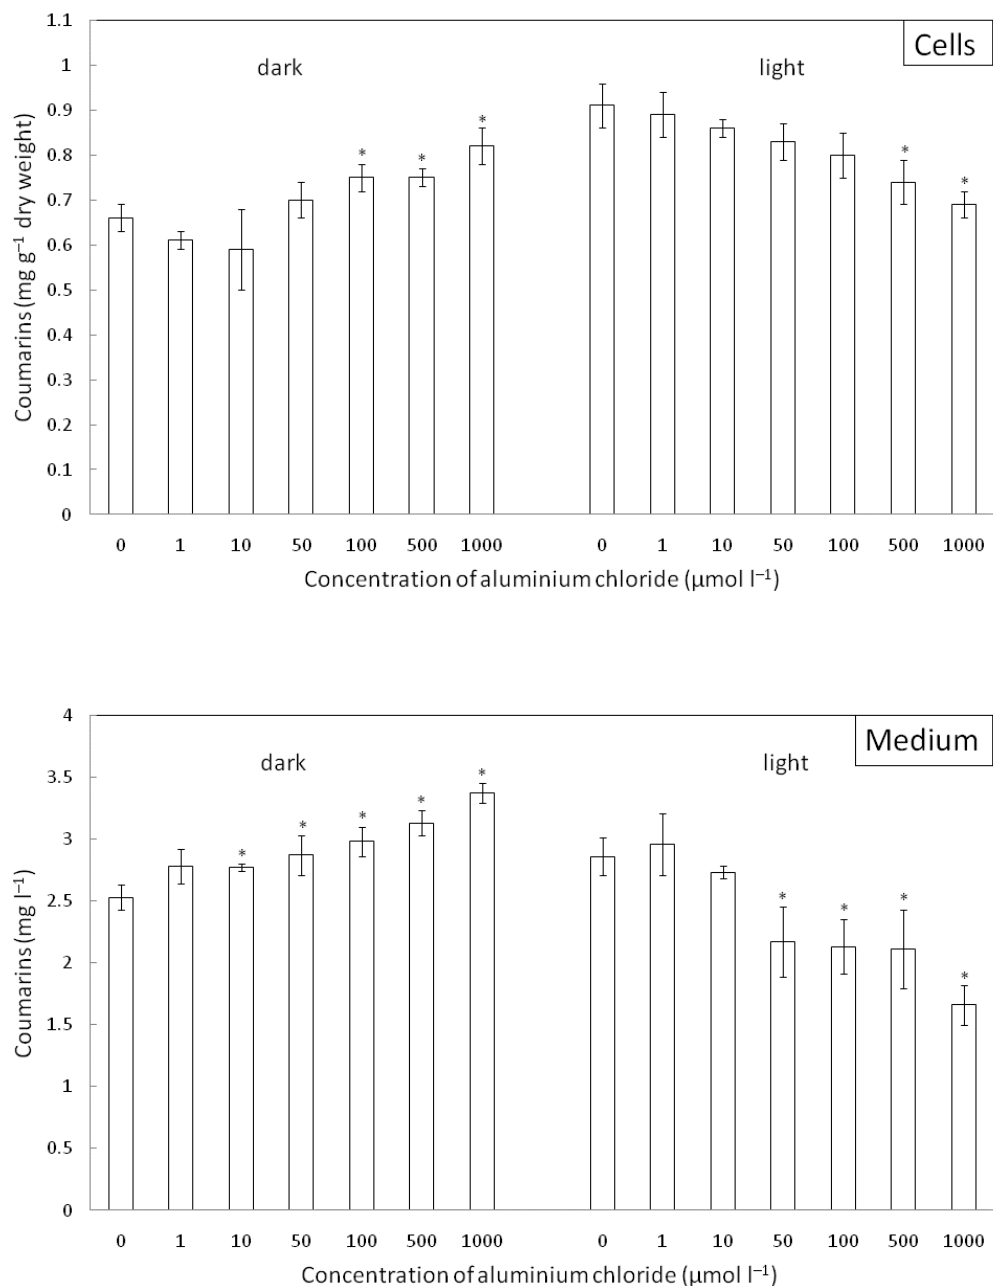 1.1
Cells
1
dark
light
0.9
*
0.8
*
*
*
0.7
*
0.6
0.5
0.4
0.3
0.2
0.1
0
Coumarins (mg g⁻¹ dry weight)
0 1 10 50 100 500 1000 0 1 10 50 100 500 1000
Concentration of aluminium chloride (µmol l⁻¹)
4
Medium
dark
light
3.5
*
*
*
*
*
3
2.5
*
*
*
2
*
1.5
1
0.5
0
Coumarins (mg l⁻¹)
0 1 10 50 100 500 1000 0 1 10 50 100 500 1000
Concentration of aluminium chloride (µmol l⁻¹)